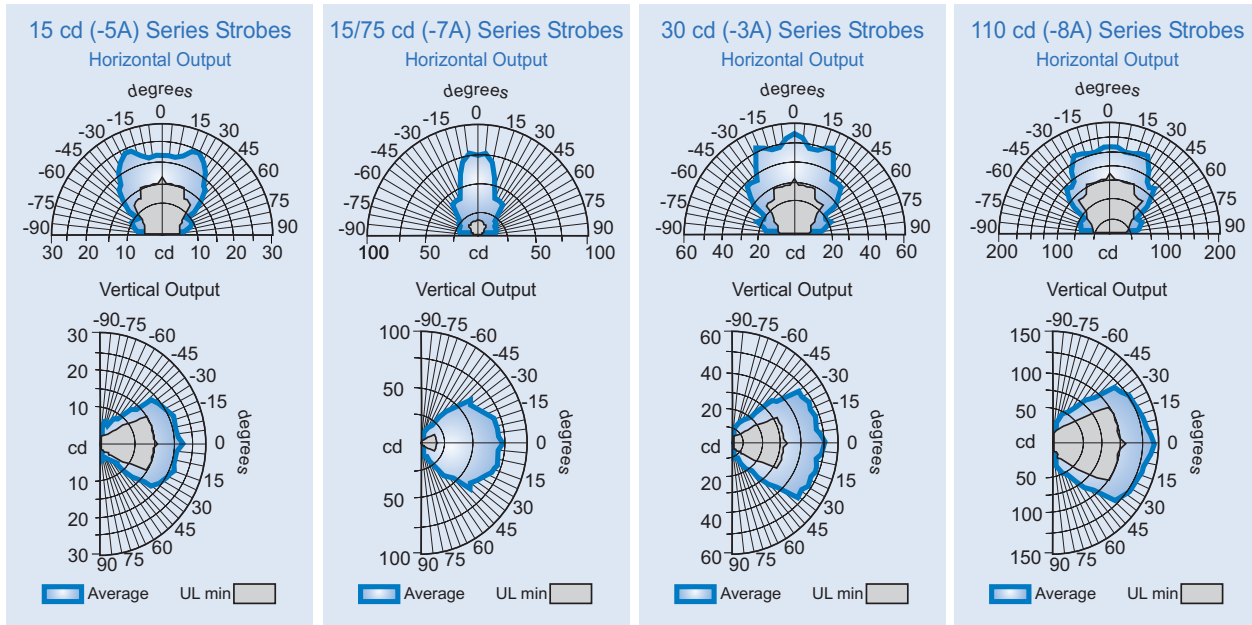 15 cd (-5A) Series Strobes
Horizontal Output
degrees
-90 -75 -60 -45 -30 -15 0 15 30 45 60 75 90
30 20 10 cd 10 20 30
Vertical Output
30 20 10 cd 10 20 30
-90 -75 -60 -45 -30 -15 0 15 30 45 60 75 90
degrees
Average UL min
15/75 cd (-7A) Series Strobes
Horizontal Output
degrees
-90 -75 -60 -45 -30 -15 0 15 30 45 60 75 90
100 50 cd 50 100
Vertical Output
100 50 cd 50 100
-90 -75 -60 -45 -30 -15 0 15 30 45 60 75 90
degrees
Average UL min
30 cd (-3A) Series Strobes
Horizontal Output
degrees
-90 -75 -60 -45 -30 -15 0 15 30 45 60 75 90
60 40 20 cd 20 40 60
Vertical Output
60 40 20 cd 20 40 60
-90 -75 -60 -45 -30 -15 0 15 30 45 60 75 90
degrees
Average UL min
110 cd (-8A) Series Strobes
Horizontal Output
degrees
-90 -75 -60 -45 -30 -15 0 15 30 45 60 75 90
200 100 cd 100 200
Vertical Output
150 100 50 cd 50 100 150
-90 -75 -60 -45 -30 -15 0 15 30 45 60 75 90
degrees
Average UL min